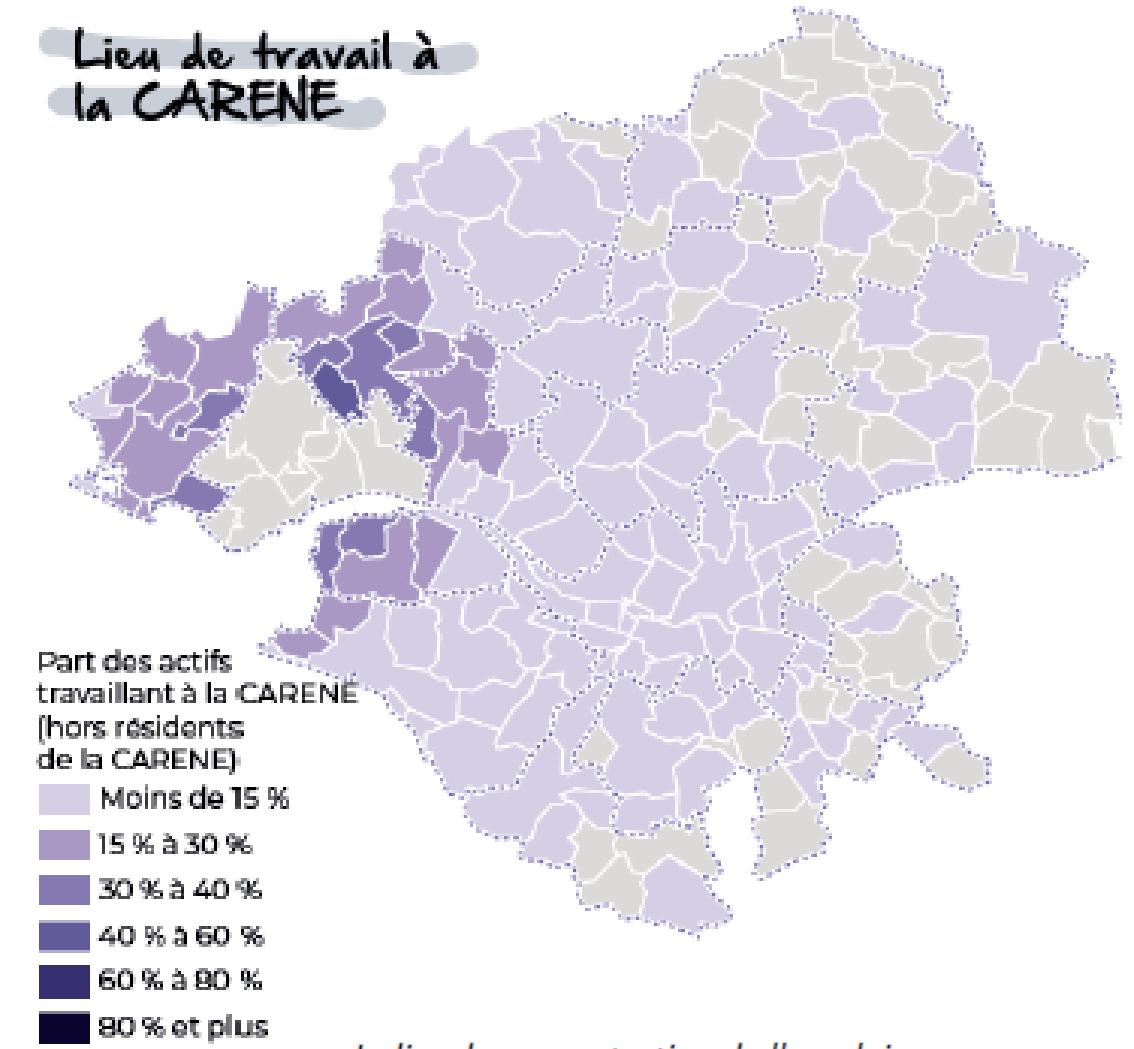 Lieu de travail à
la CARENE
Part des actifs
travaillant à la CARENE
(hors résidents
de la CARENE)
Moins de 15 %
15 % à 30 %
30 % à 40 %
40 % à 60 %
60 % à 80 %
80 % et plus